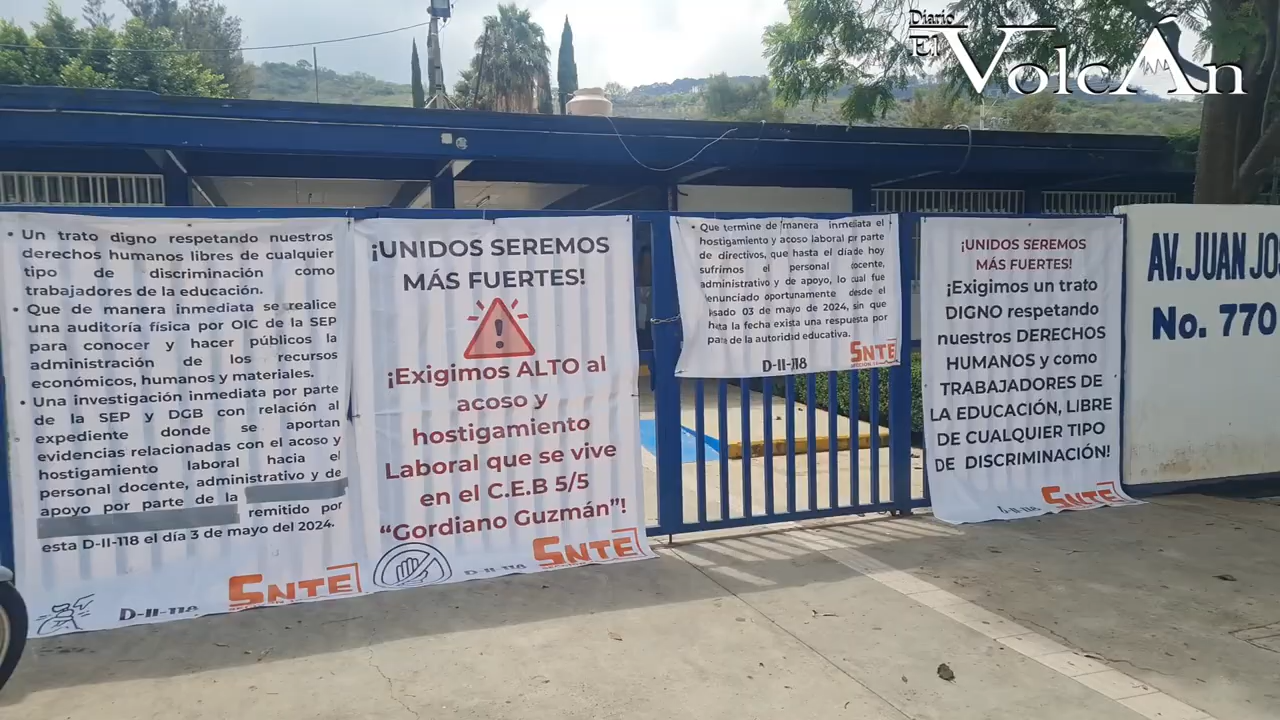 Diario
El Volcán
• Un trato digno respetando nuestros
derechos humanos libres de cualquier
tipo de discriminación como
trabajadores de la educación.
• Que de manera inmediata se realice
una auditoría física por OIC de la SEP
para conocer y hacer públicos la
administración de los recursos
económicos, humanos y materiales.
• Una investigación inmediata por parte
de la SEP y DGB con relación al
expediente donde se aportan
evidencias relacionadas con el acoso y
hostigamiento laboral hacia el
personal docente, administrativo y de
apoyo por parte de la
remitido por
esta D-II-118 el día 3 de mayo del 2024.
D-II-118
SNTE
¡UNIDOS SEREMOS
MÁS FUERTES!
¡Exigimos ALTO al
acoso y
hostigamiento
Laboral que se vive
en el C.E.B 5/5
“Gordiano Guzmán”!
D-II-118
SNTE
• Que termine de manera inmediata el
hostigamiento y acoso laboral pr parte
de directivos, que hasta el día de hoy
sufrimos el personal docente,
administrativo y de apoyo, lo cual fue
denunciado oportunamente desde el
pasado 03 de mayo de 2024, sin que
hasta la fecha exista una respuesta por
parte de la autoridad educativa.
D-II-118
SNTE
¡UNIDOS SEREMOS
MÁS FUERTES!
¡Exigimos un trato
DIGNO respetando
nuestros DERECHOS
HUMANOS y como
TRABAJADORES DE
LA EDUCACIÓN, LIBRE
DE CUALQUIER TIPO
DE DISCRIMINACIÓN!
D-II-118
SNTE
AV. JUAN JO
No. 770